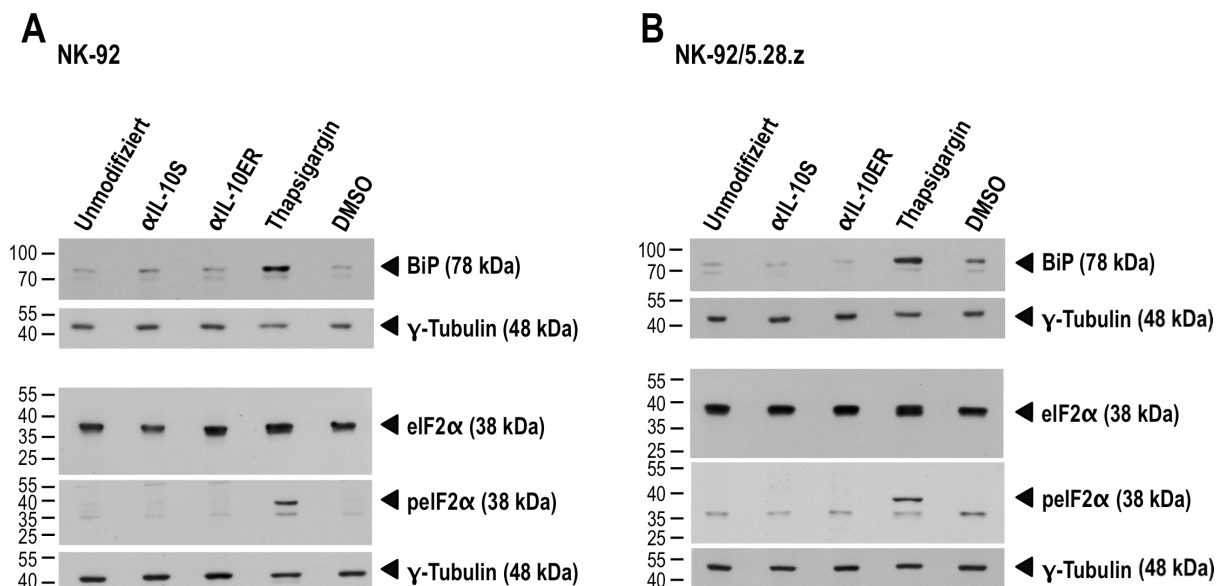 A
NK-92
Unmodifiziert
αIL-10S
αIL-10ER
Thapsigargin
DMSO
100
70
BiP (78 kDa)
55
40
γ-Tubulin (48 kDa)
55
40
35
25
eIF2α (38 kDa)
55
40
35
25
peIF2α (38 kDa)
55
40
γ-Tubulin (48 kDa)
B
NK-92/5.28.z
Unmodifiziert
αIL-10S
αIL-10ER
Thapsigargin
DMSO
100
70
BiP (78 kDa)
55
40
γ-Tubulin (48 kDa)
55
40
35
25
eIF2α (38 kDa)
55
40
35
25
peIF2α (38 kDa)
55
40
γ-Tubulin (48 kDa)